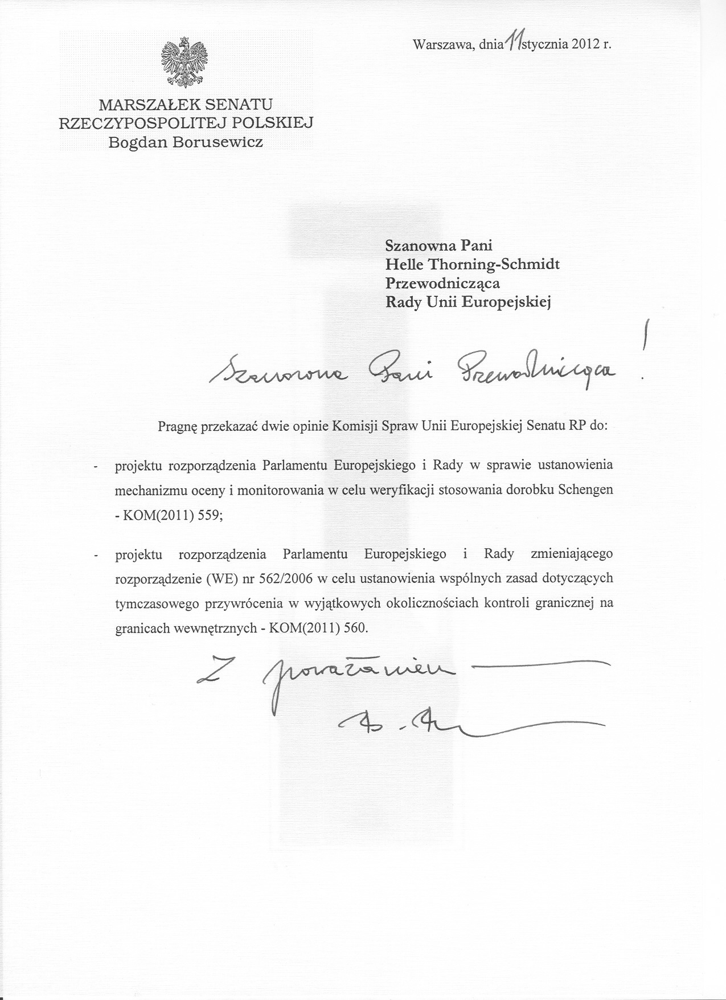 Warszawa, dnia 11 stycznia 2012 r.
MARSZAŁEK SENATU
RZECZYPOSPOLITEJ POLSKIEJ
Bogdan Borusewicz
Szanowna Pani
Helle Thorning-Schmidt
Przewodnicząca
Rady Unii Europejskiej
Szanowna Pani Przewodnicząca !
Pragnę przekazać dwie opinie Komisji Spraw Unii Europejskiej Senatu RP do:
- projektu rozporządzenia Parlamentu Europejskiego i Rady w sprawie ustanowienia
mechanizmu oceny i monitorowania w celu weryfikacji stosowania dorobku Schengen
- KOM(2011) 559;
- projektu rozporządzenia Parlamentu Europejskiego i Rady zmieniającego
rozporządzenie (WE) nr 562/2006 w celu ustanowienia wspólnych zasad dotyczących
tymczasowego przywrócenia w wyjątkowych okolicznościach kontroli granicznej na
granicach wewnętrznych - KOM(2011) 560.
Z poważaniem